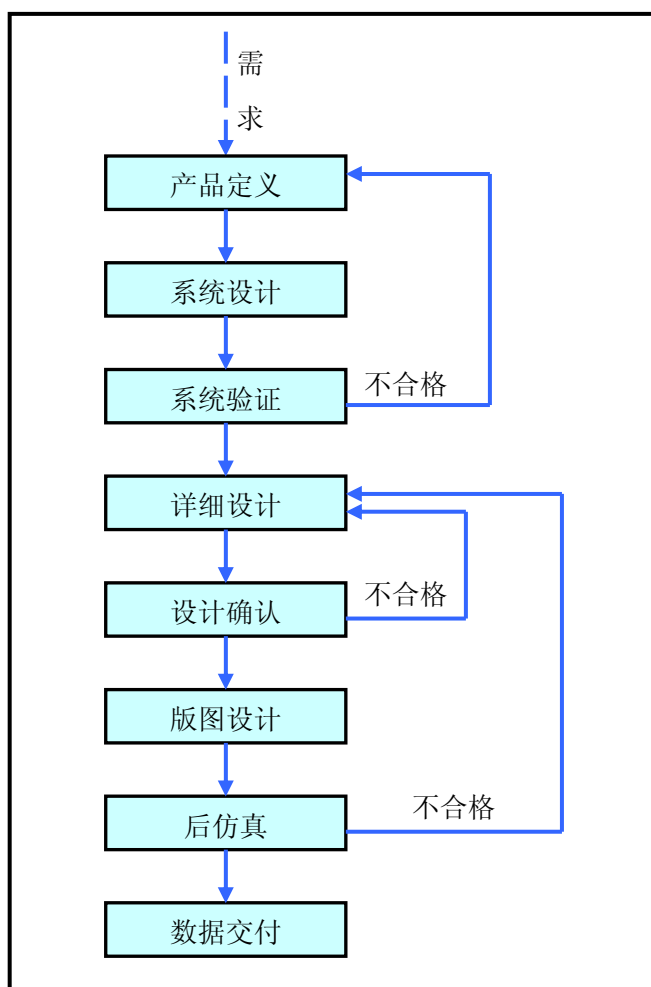 需
求
产品定义
系统设计
系统验证
不合格
详细设计
设计确认
不合格
版图设计
后仿真
不合格
数据交付